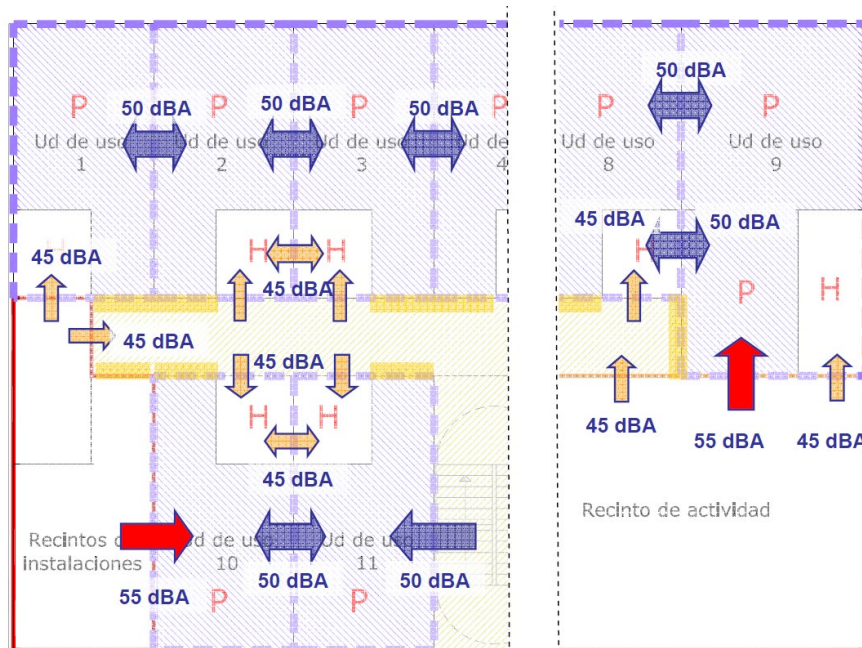 50 dBA
P
50 dBA
P
50 dBA
P
50 dBA
P
Ud de uso
1
Ud de uso
2
Ud de uso
3
Ud de uso
4
50 dBA
P
P
Ud de uso
8
Ud de uso
9
45 dBA
H
H
H
45 dBA
45 dBA
45 dBA
H
H
45 dBA
45 dBA
H
50 dBA
P
H
45 dBA
55 dBA
45 dBA
Recinto de actividad
Recintos de
instalaciones
55 dBA
Ud de uso
10
Ud de uso
11
50 dBA
50 dBA
P
P